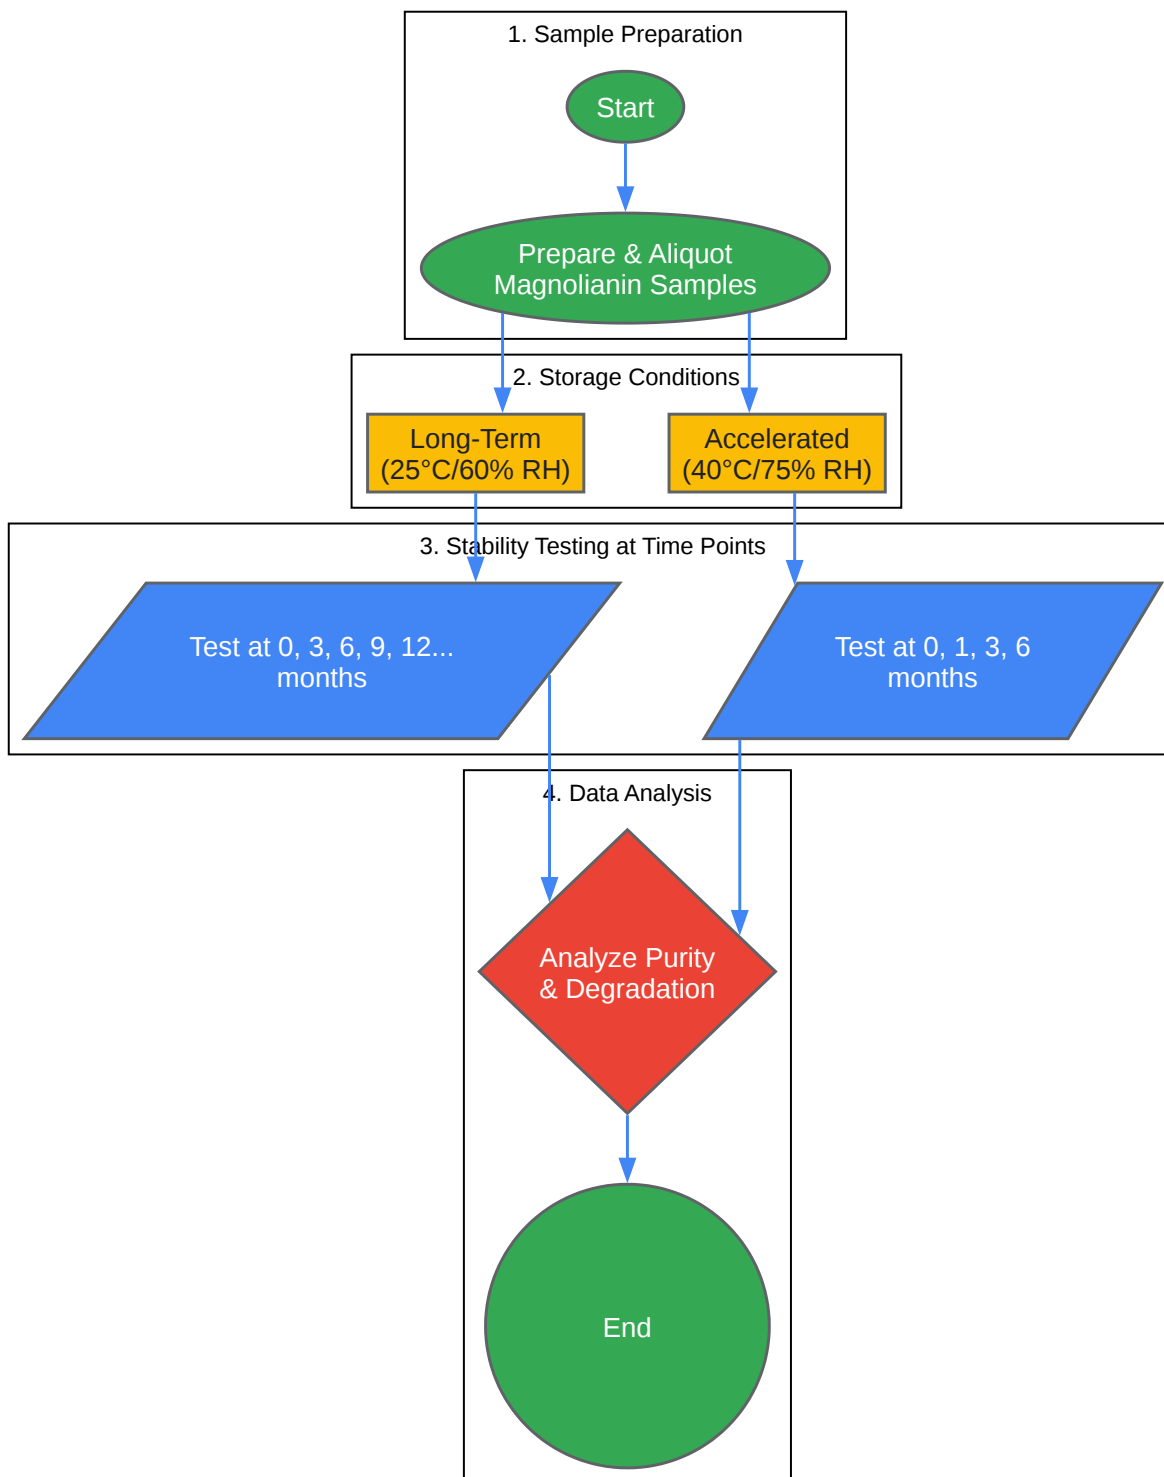 1. Sample Preparation
Start
Prepare & Aliquot
Magnolianin Samples
2. Storage Conditions
Long-Term
(25°C/60% RH)
Accelerated
(40°C/75% RH)
3. Stability Testing at Time Points
Test at 0, 3, 6, 9, 12...
months
Test at 0, 1, 3, 6
months
4. Data Analysis
Analyze Purity
& Degradation
End